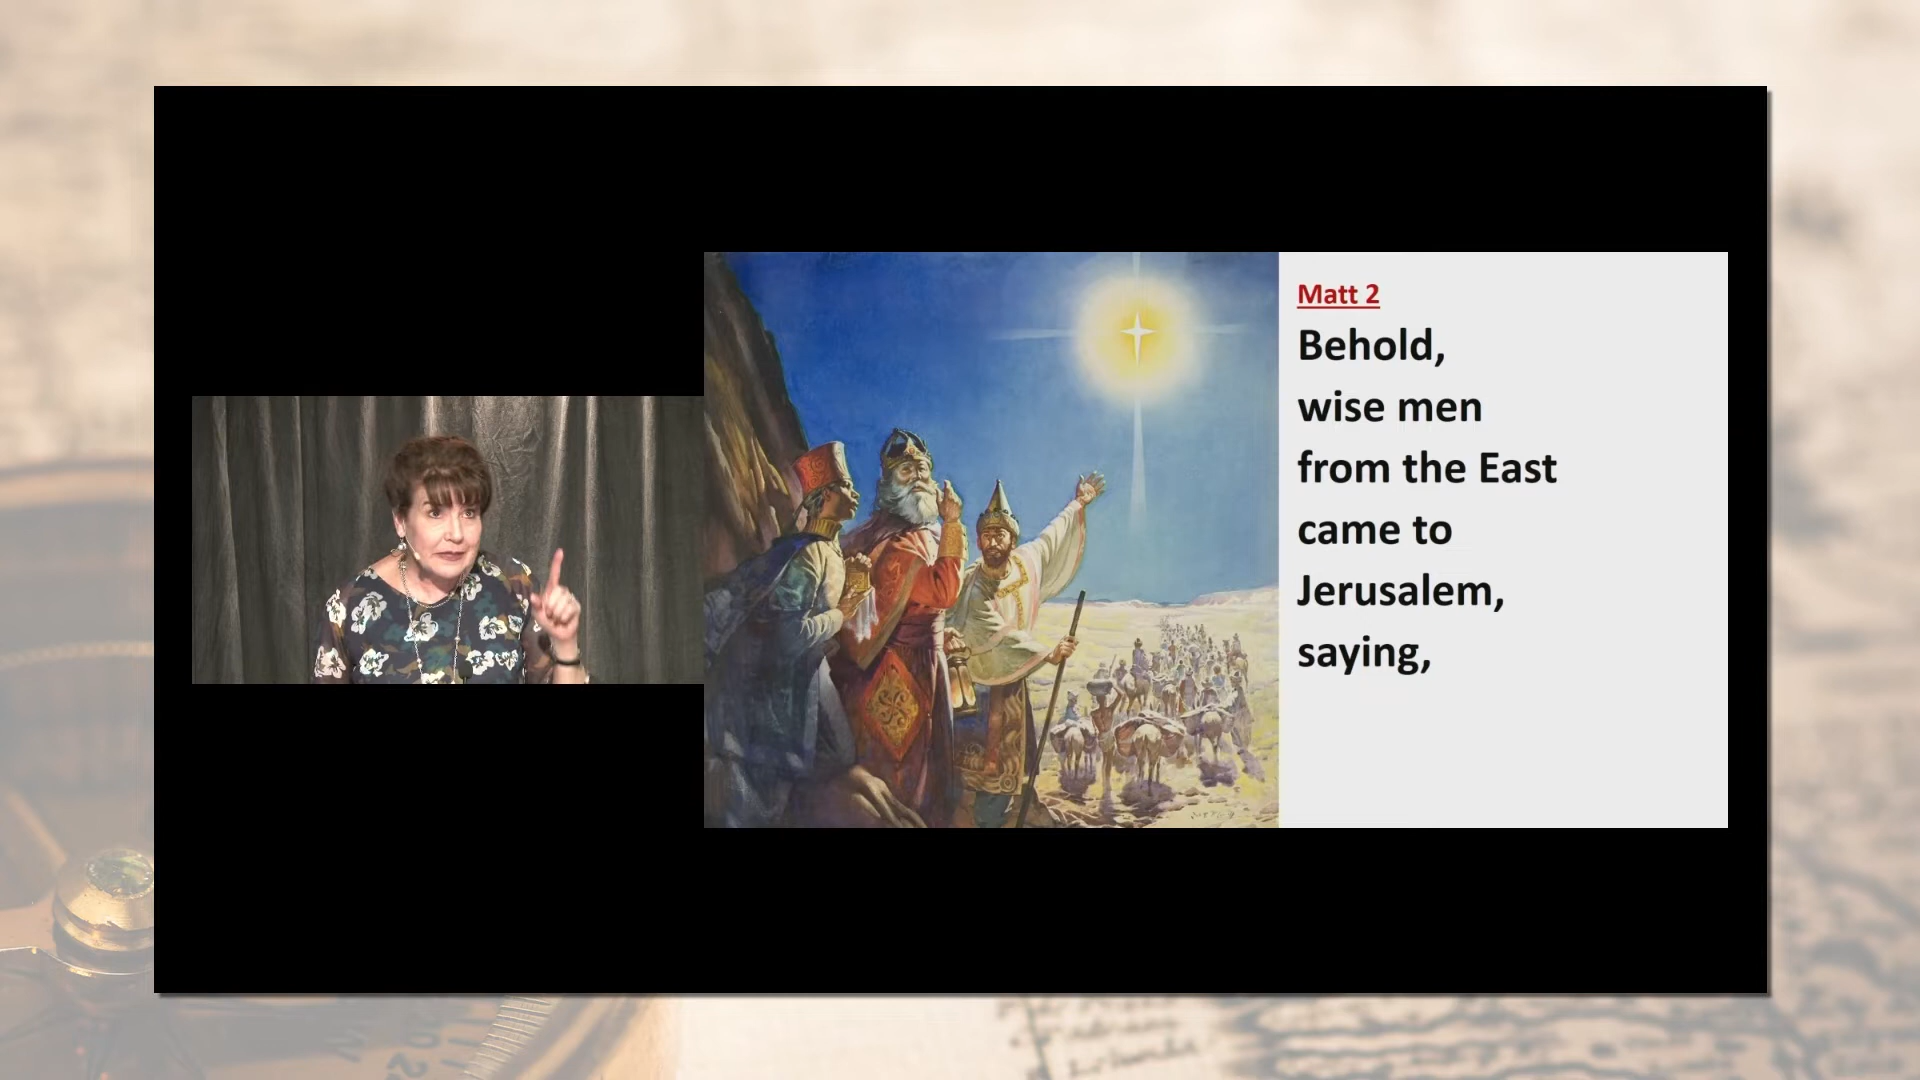 Matt 2
Behold,
wise men
from the East
came to
Jerusalem,
saying,